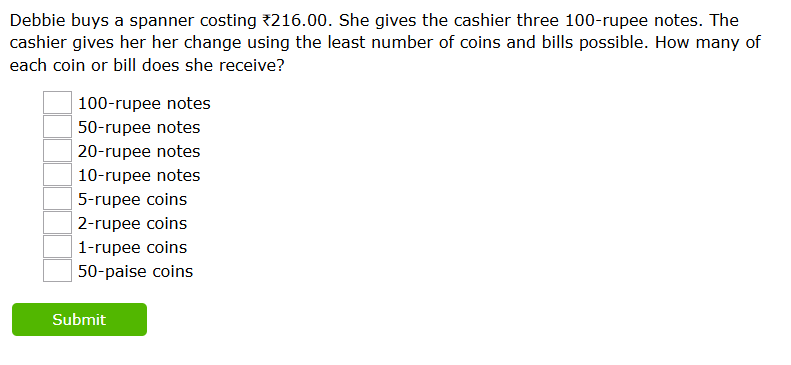 Debbie buys a spanner costing ₹216.00. She gives the cashier three 100-rupee notes. The
cashier gives her her change using the least number of coins and bills possible. How many of
each coin or bill does she receive?
100-rupee notes
50-rupee notes
20-rupee notes
10-rupee notes
5-rupee coins
2-rupee coins
1-rupee coins
50-paise coins
Submit